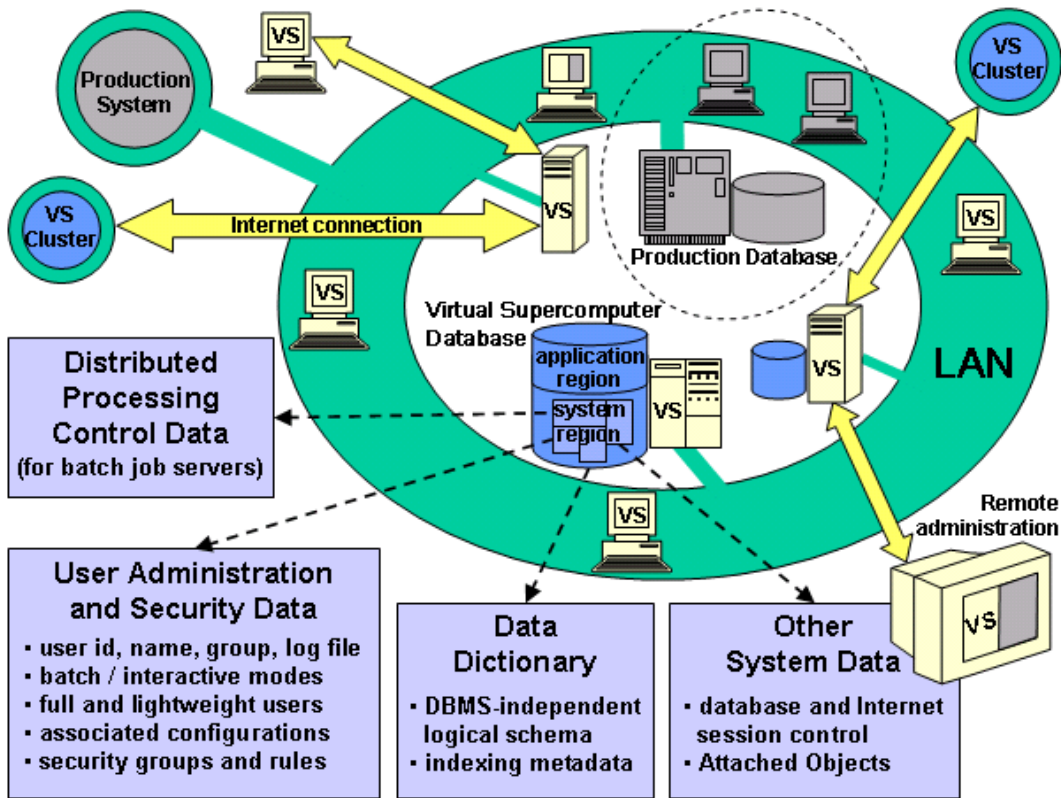 VS
Production
System
VS
Cluster
VS
Cluster
Internet connection
VS
Production Database
VS
VS
Virtual Supercomputer
Database
application
region
system
region
VS
VS
LAN
Distributed
Processing
Control Data
(for batch job servers)
VS
Remote
administration
VS
User Administration
and Security Data
· user id, name, group, log file
· batch / interactive modes
· full and lightweight users
· associated configurations
· security groups and rules
Data
Dictionary
· DBMS-independent
logical schema
· indexing metadata
Other
System Data
· database and Internet
session control
· Attached Objects